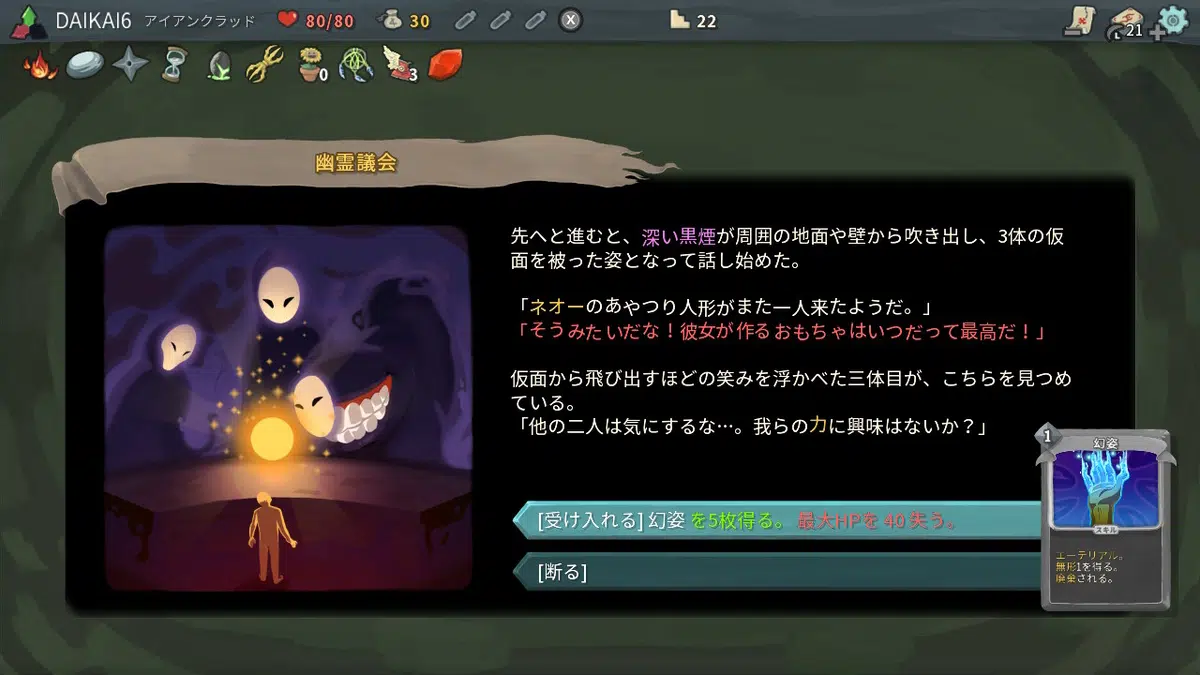 DAIKAI6 アイアンクラッド 80/80 30 X 22
21
0 3
幽霊議会
先へと進むと、深い黒煙が周囲の地面や壁から吹き出し、3体の仮
面を被った姿となって話し始めた。
「ネオーのあやつり人形がまた一人来たようだ。」
「そうみたいだな！彼女が作るおもちゃはいつだって最高だ！」
仮面から飛び出すほどの笑みを浮かべた三体目が、こちらを見つめ
ている。
「他の二人は気にするな…。我らの力に興味はないか？」
[受け入れる] 幻姿 を5枚得る。 最大HPを 40 失う。
[断る]
1
幻姿
スキル
エーテリアル。
無形1を得る。
廃棄される。